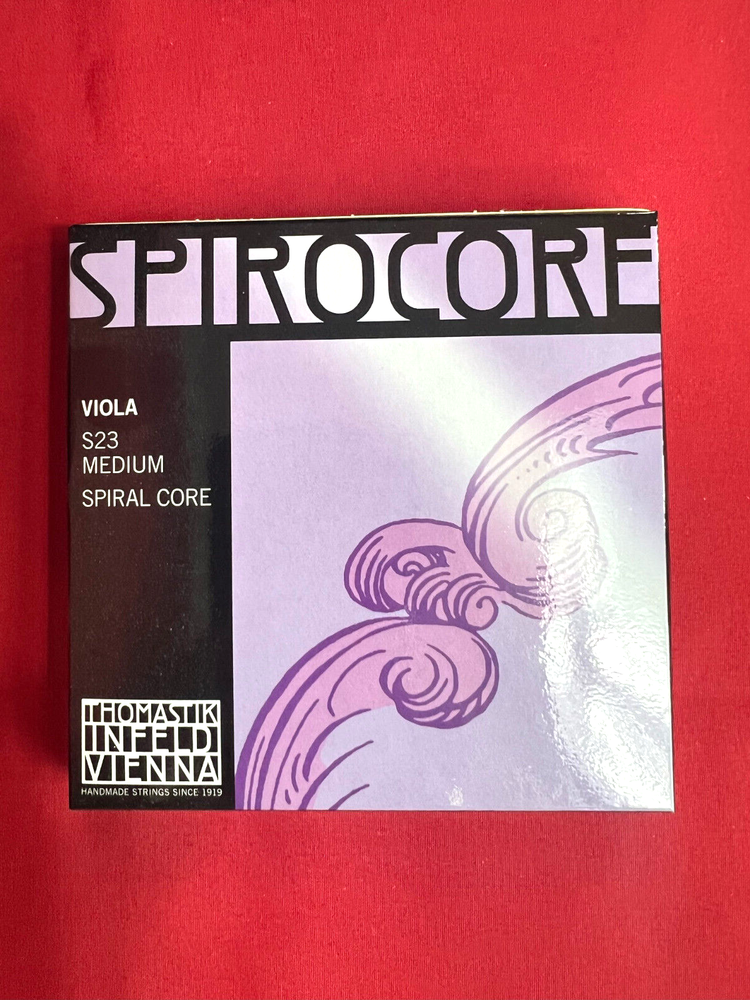 SPIROCORE
VIOLA
S23
MEDIUM
SPIRAL CORE
THOMASTIK
INFELD
VIENNA
HANDMADE STRINGS SINCE 1919